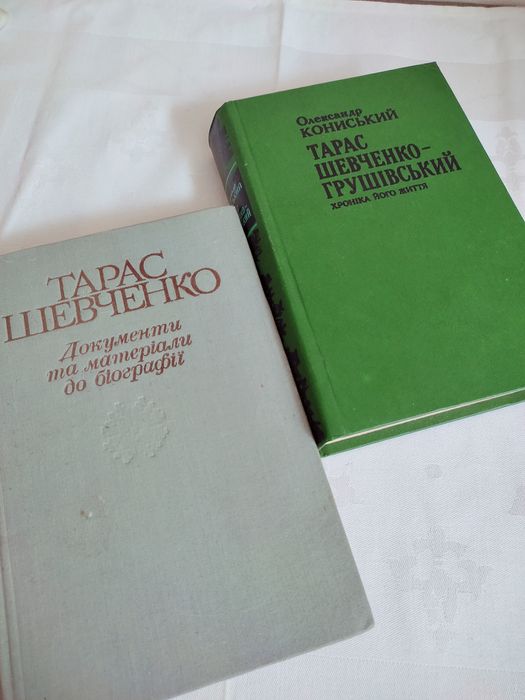 ТАРАС
ШЕВЧЕНКО
Документи
та матеріали
до біографії
Олександр
КОНИСЬКИЙ
ТАРАС
ШЕВЧЕНКО–
ГРУШІВСЬКИЙ
ХРОНІКА ЙОГО ЖИТТЯ